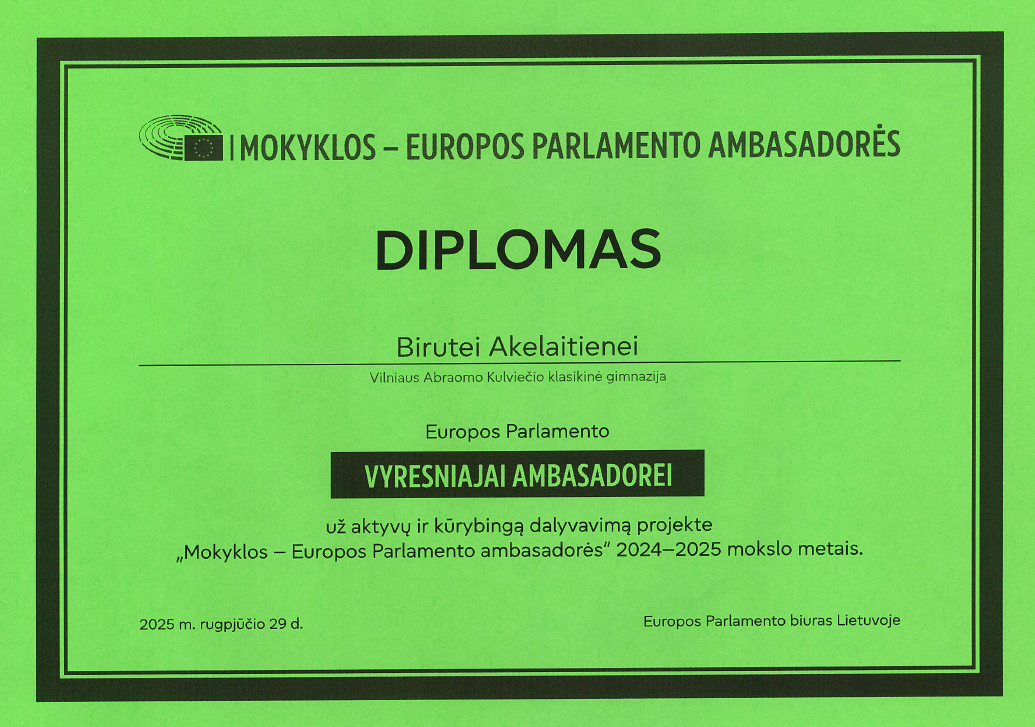 MOKYKLOS – EUROPOS PARLAMENTO AMBASADORĖS
DIPLOMAS
Birutei Akelaitienei
Vilniaus Abraomo Kulviečio klasikinė gimnazija
Europos Parlamento
VYRESNIAJAI AMBASADOREI
už aktyvų ir kūrybingą dalyvavimą projekte
„Mokyklos – Europos Parlamento ambasadorės“ 2024–2025 mokslo metais.
2025 m. rugpjūčio 29 d.
Europos Parlamento biuras Lietuvoje